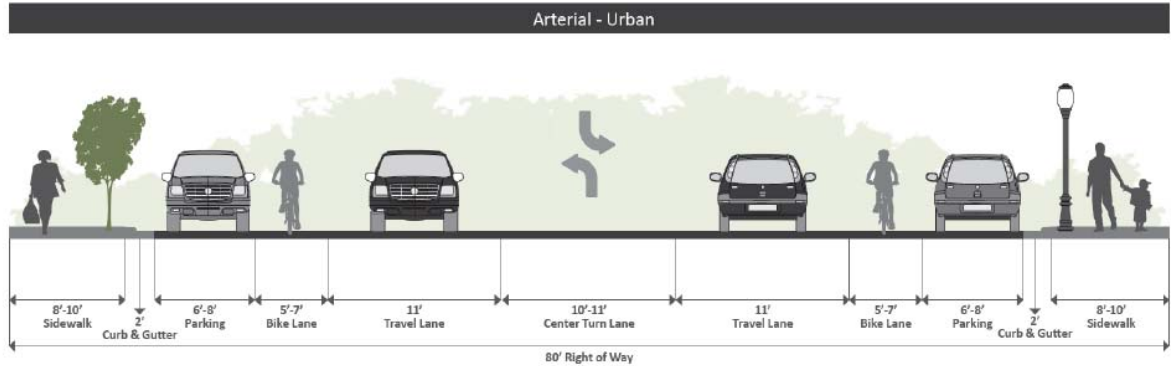 Arterial - Urban
8'-10'
Sidewalk
2'
Curb & Gutter
6'-8'
Parking
5'-7'
Bike Lane
11'
Travel Lane
10'-11'
Center Turn Lane
11'
Travel Lane
5'-7'
Bike Lane
6'-8'
Parking
2'
Curb & Gutter
8'-10'
Sidewalk
80' Right of Way